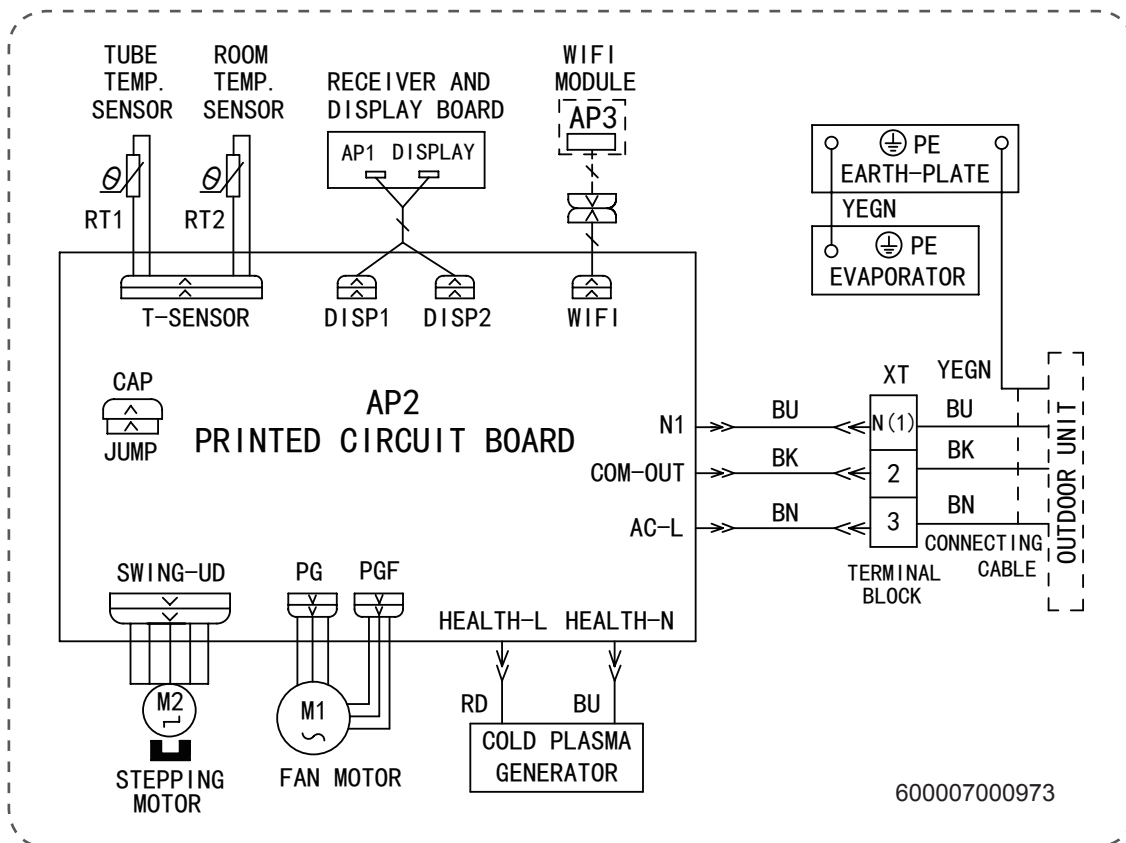 TUBE
TEMP.
SENSOR
ROOM
TEMP.
SENSOR
RECEIVER AND
DISPLAY BOARD
AP1 DISPLAY
WIFI
MODULE
AP3
PE
EARTH-PLATE
YEGN
PE
EVAPORATOR
θ
RT1
θ
RT2
T-SENSOR
DISP1
DISP2
WIFI
CAP
JUMP
AP2
PRINTED CIRCUIT BOARD
N1
COM-OUT
AC-L
BU
BK
BN
XT
N(1)
2
3
TERMINAL
BLOCK
YEGN
BU
BK
BN
CONNECTING
CABLE
OUTDOOR UNIT
SWING-UD
PG
PGF
HEALTH-L
HEALTH-N
M2
STEPPING
MOTOR
M1
FAN MOTOR
RD
BU
COLD PLASMA
GENERATOR
600007000973